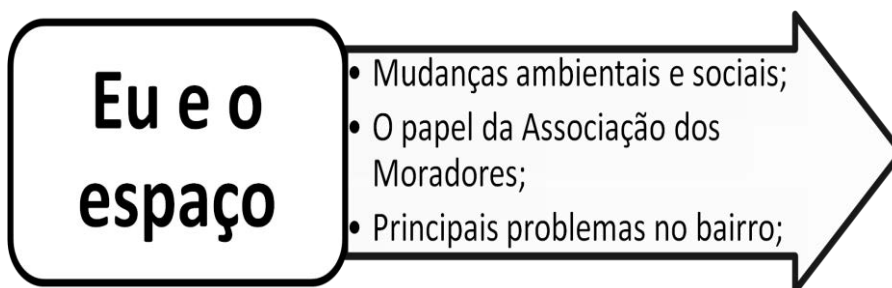 Eu e o
espaço
• Mudanças ambientais e sociais;
• O papel da Associação dos
Moradores;
• Principais problemas no bairro;